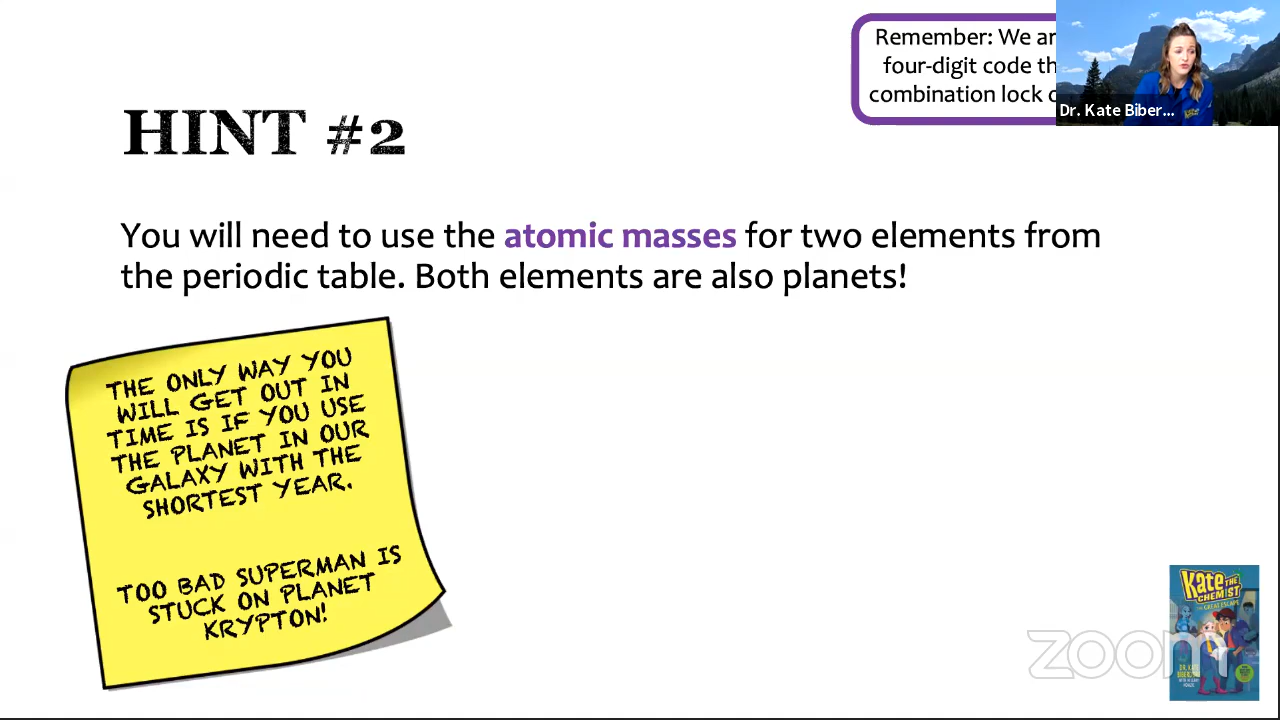 Remember: We
four-digit code
combination lock
Dr. Kate Biber...
HINT #2
You will need to use the atomic masses for two elements from
the periodic table. Both elements are also planets!
THE ONLY WAY YOU
WILL GET OUT IN
TIME IS IF YOU USE
THE PLANET IN OUR
GALAXY WITH THE
SHORTEST YEAR.
TOO BAD SUPERMAN IS
STUCK ON PLANET
KRYPTON!
Kate THE
CHEMIST
THE GREAT ESCAPE
zoom